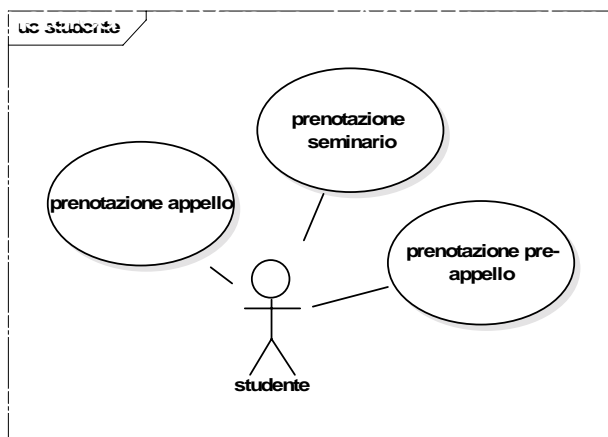 uc studente
prenotazione
seminario
prenotazione appello
prenotazione pre-
appello
studente